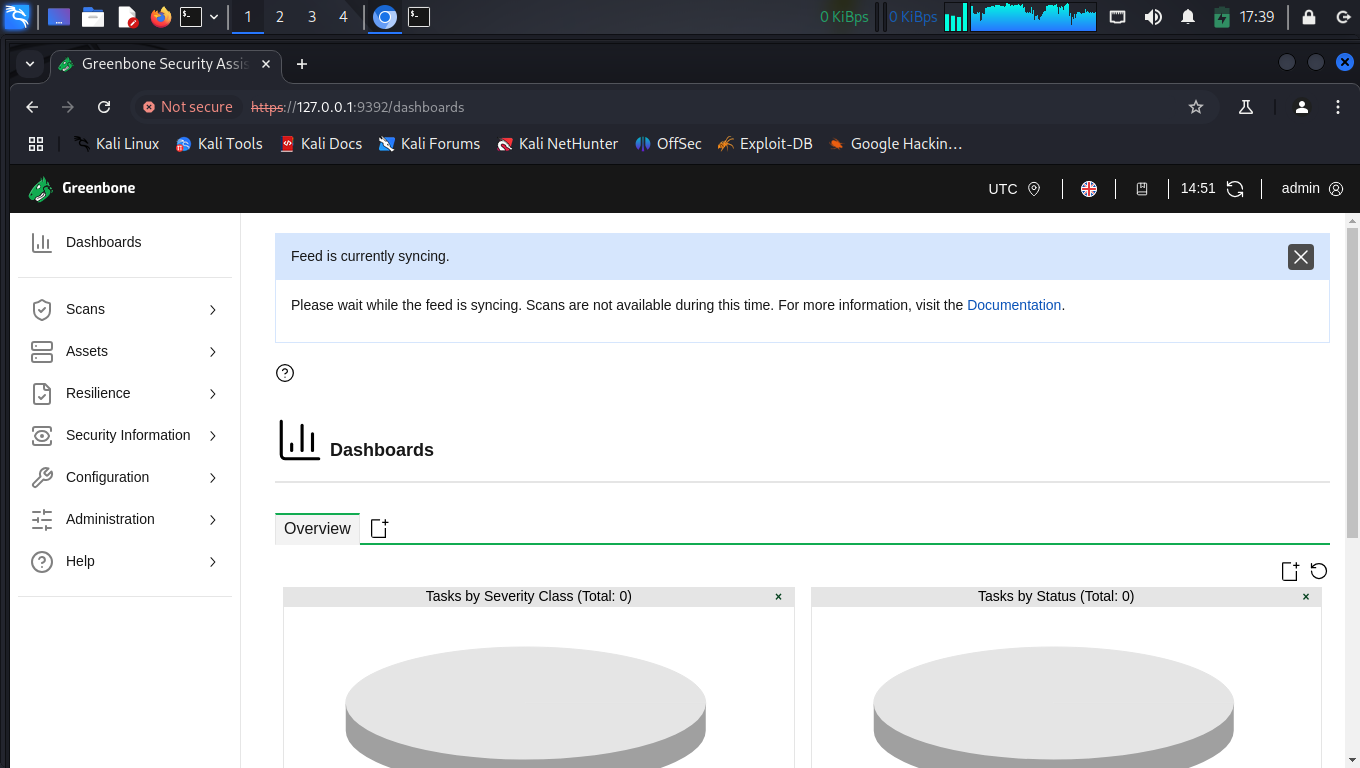 1 2 3 4 0 KiBps 0 KiBps 17:39
Greenbone Security Assis
Not secure https://127.0.0.1:9392/dashboards
Kali Linux Kali Tools Kali Docs Kali Forums Kali NetHunter OffSec Exploit-DB Google Hackin…
Greenbone UTC 14:51 admin
Dashboards
Scans
Assets
Resilience
Security Information
Configuration
Administration
Help
Feed is currently syncing.
Please wait while the feed is syncing. Scans are not available during this time. For more information, visit the Documentation.
Dashboards
Overview
Tasks by Severity Class (Total: 0) ×
Tasks by Status (Total: 0) ×